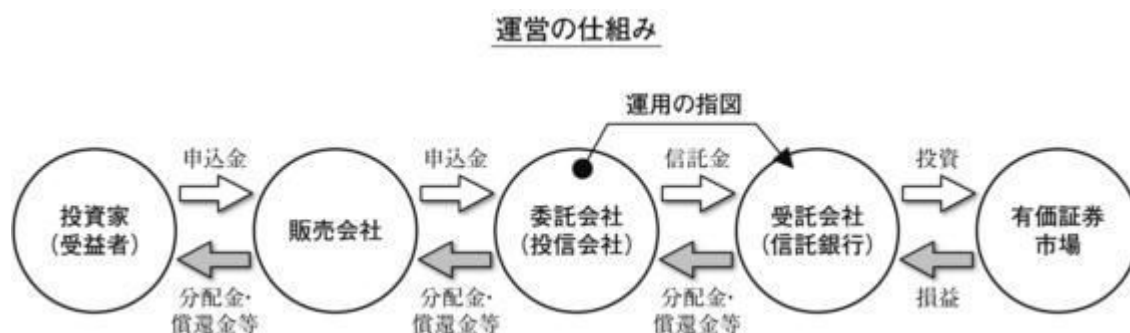 運営の仕組み
運用の指図
申込金
申込金
信託金
投資
投資家
(受益者)
販売会社
委託会社
(投信会社)
受託会社
(信託銀行)
有価証券
市場
分配金・
償還金等
分配金・
償還金等
分配金・
償還金等
損益